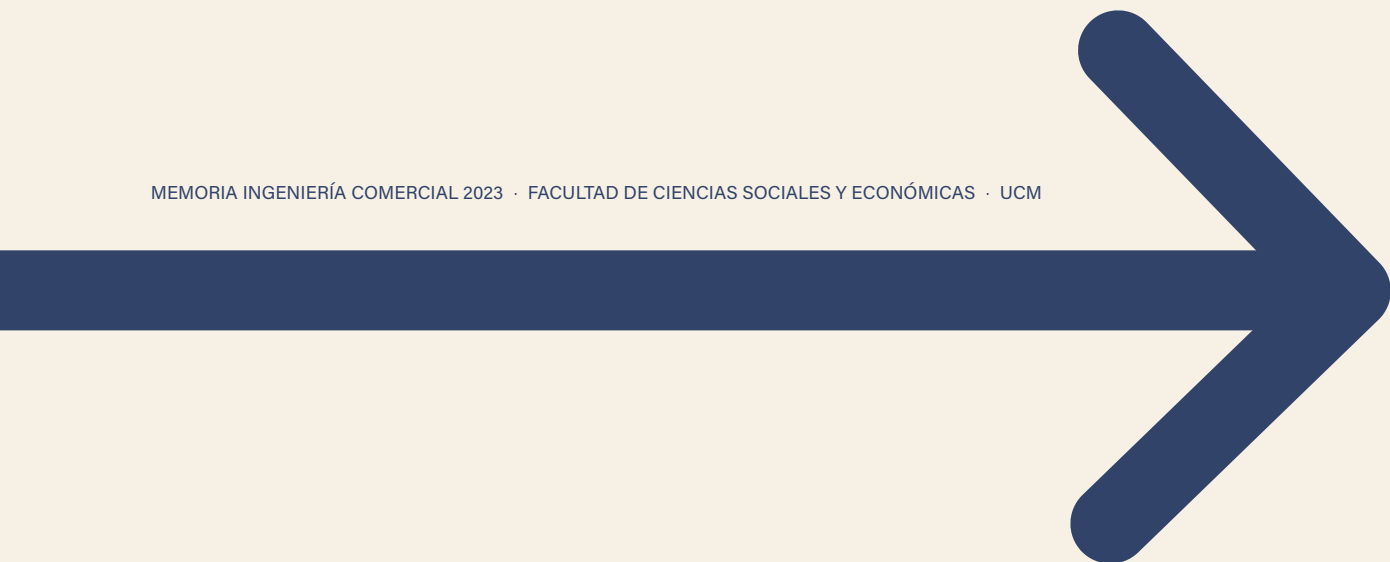 MEMORIA INGENIERÍA COMERCIAL 2023 · FACULTAD DE CIENCIAS SOCIALES Y ECONÓMICAS · UCM